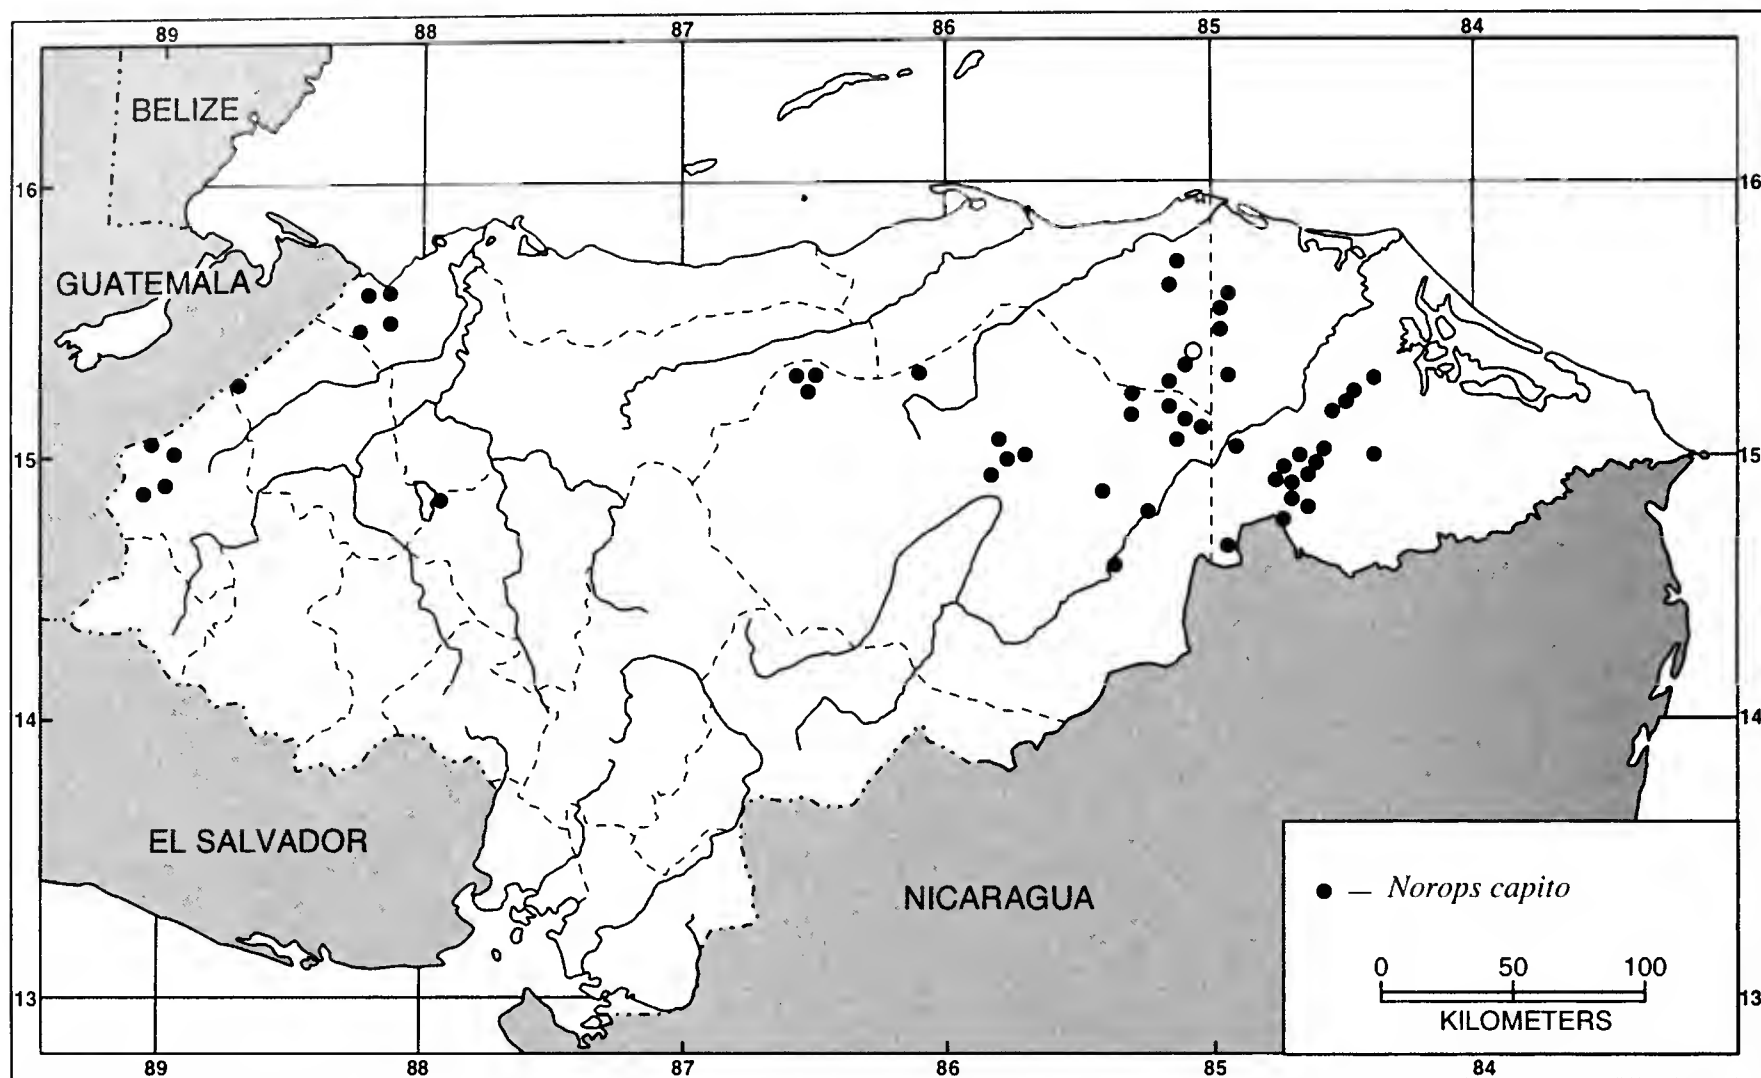 89 88 87 86 85 84
BELIZE
16 16
GUATEMALA
15 15
14 14
EL SALVADOR
NICARAGUA
● — Norops capito
0 50 100
13 13
KILOMETERS
89 88 87 86 85 84